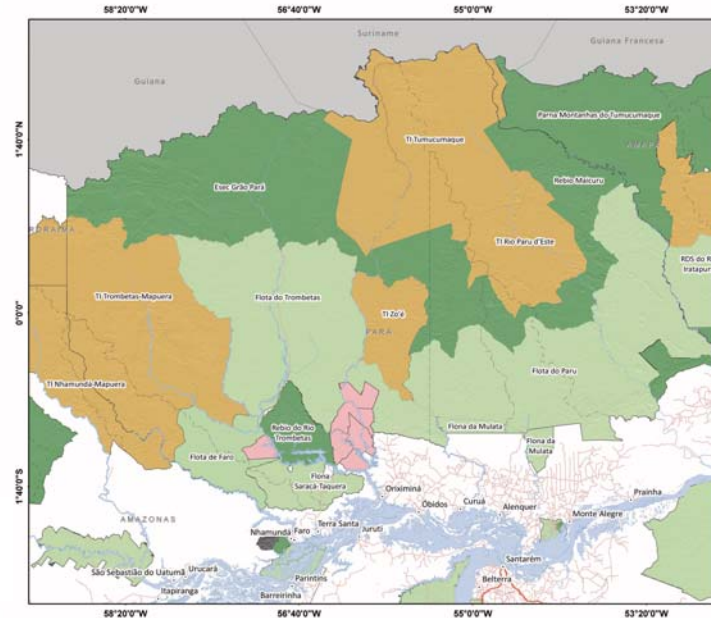 58°20'0"W 56°40'0"W 55°0'0"W 53°20'0"W
Suriname
Guiana Francesa
Guiana
1°40'0"N
Parna Montanhas do Tumucumaque
TI Tumucumaque
AMAPÁ
Esec Grão Pará
Rebio Maicuru
RORAIMA
TI Rio Paru d'Este
RDS do R
Iratapur
TI Trombetas-Mapuera
Flota do Trombetas
TI Zo'é
0°0'0"
PARÁ
Flota do Paru
TI Nhamundá-Mapuera
Rebio do Rio
Trombetas
Flona da Mulata
Flota de Faro
Flona da
Mulata
Flona
Saracá-Taquera
1°40'0"S
Oriximiná
Prainha
Óbidos
Curuá
Alenquer
AMAZONAS
Monte Alegre
Terra Santa
Juruti
Nhamundá
Faro
Santarém
São Sebastião do Uatumã
Urucará
Parintins
Belterra
Itapiranga
Barreirinha
58°20'0"W 56°40'0"W 55°0'0"W 53°20'0"W